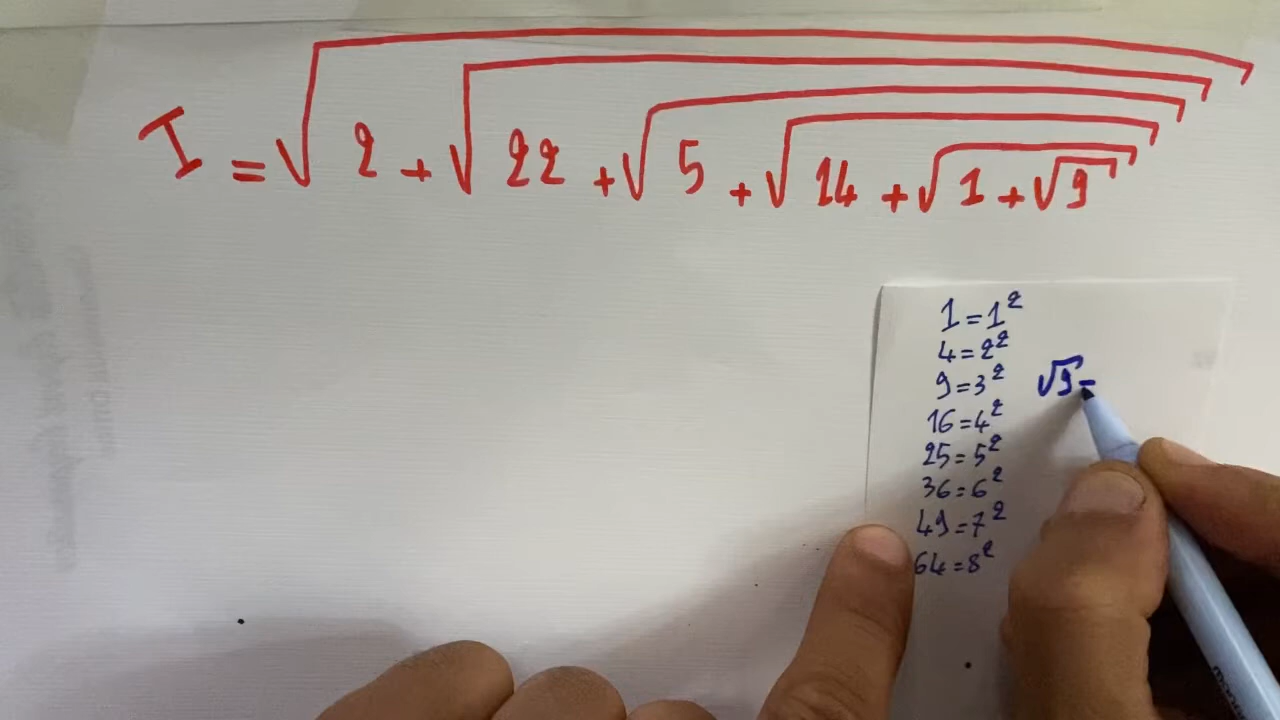 I = √(2 + √(22 + √(5 + √(14 + √(1 + √9)))))
1 = 1²
4 = 2²
9 = 3² √9 =
16 = 4²
25 = 5²
36 = 6²
49 = 7²
64 = 8²